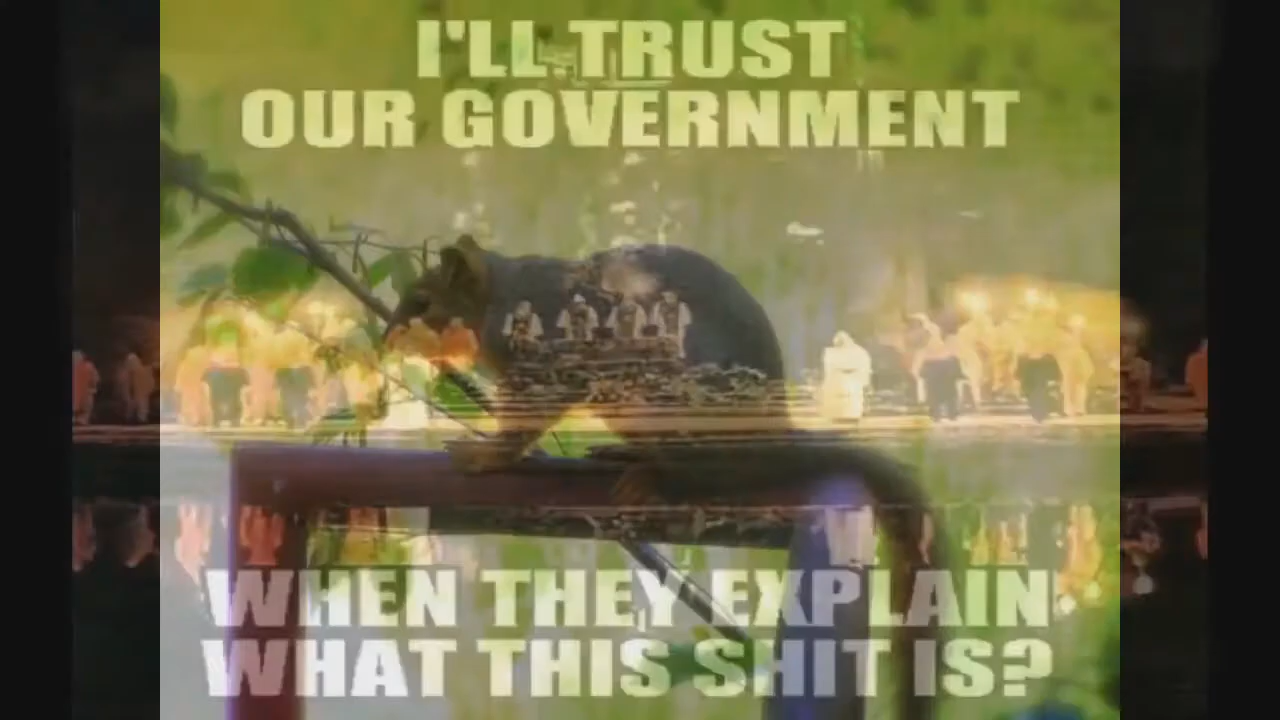 I'LL TRUST
OUR GOVERNMENT
WHEN THEY EXPLAIN
WHAT THIS SHIT IS?